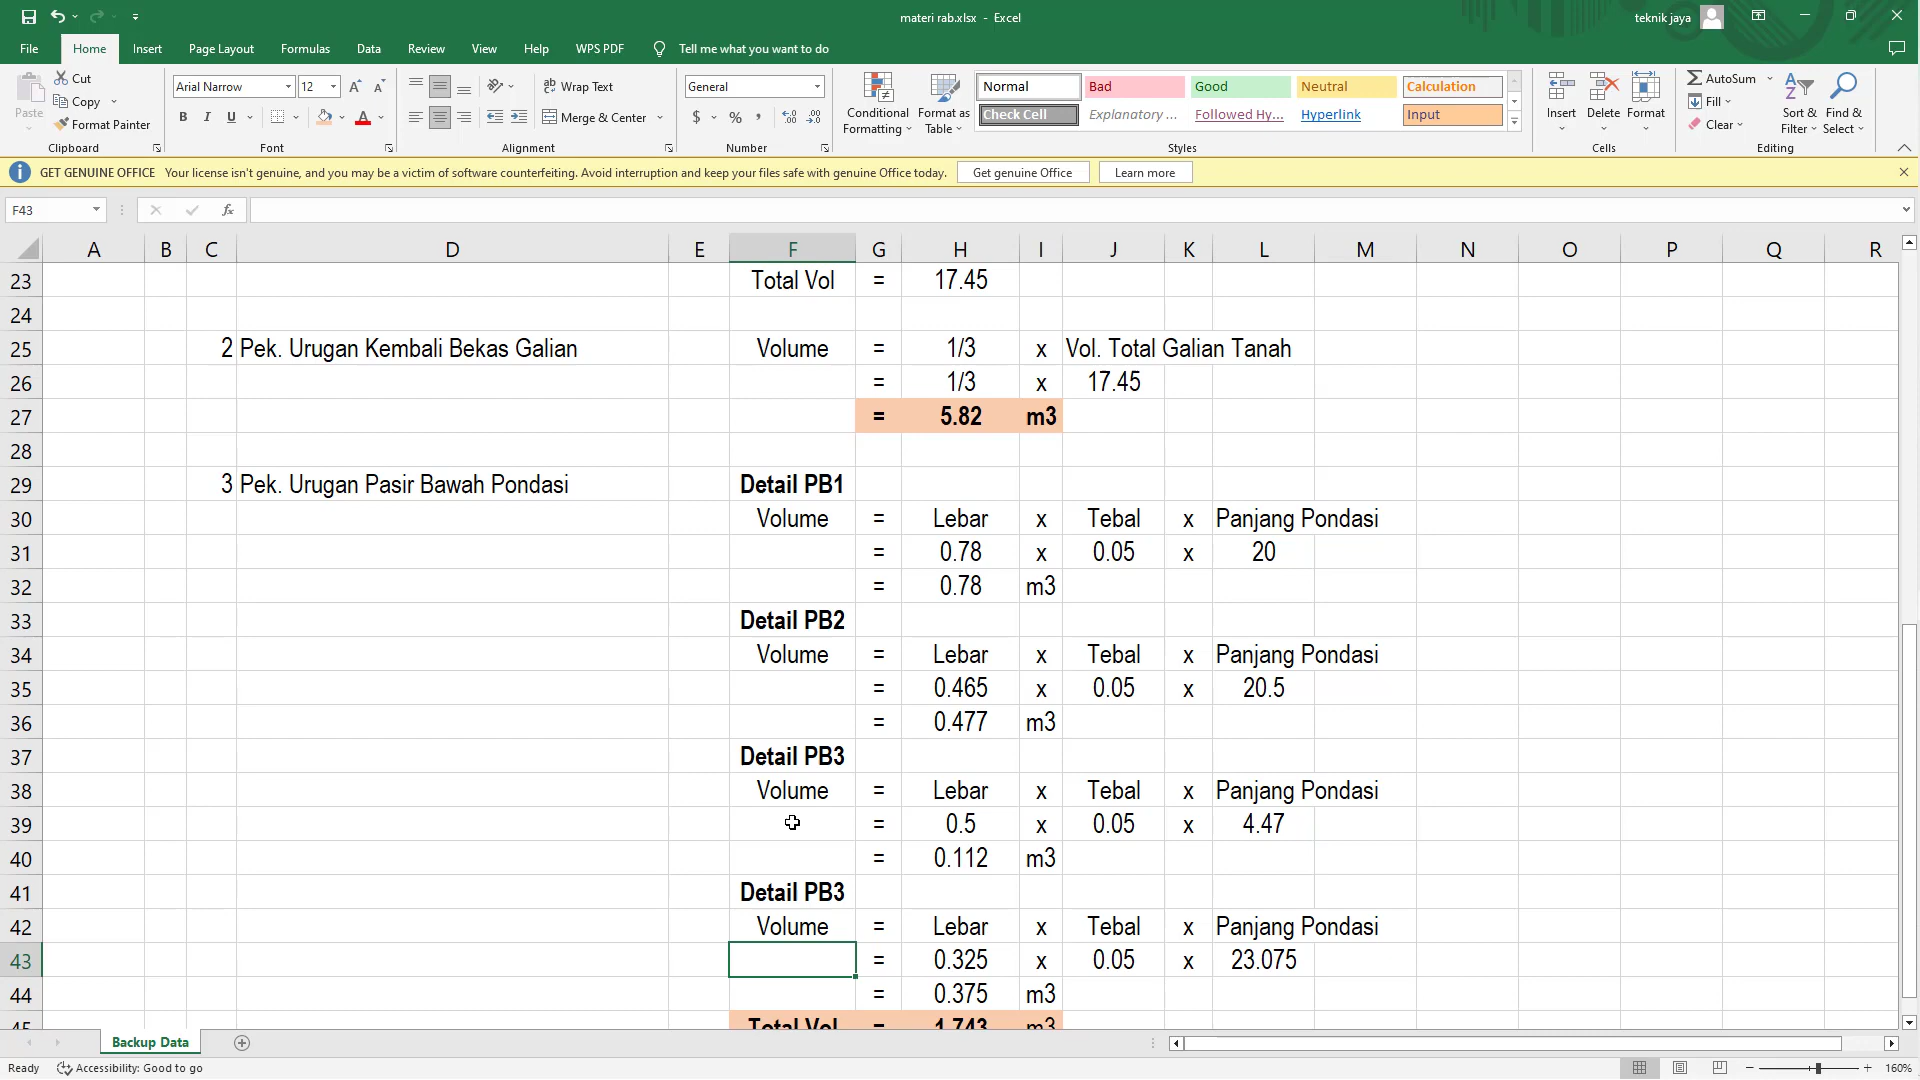 materi rab.xlsx - Excel
teknik jaya
File Home Insert Page Layout Formulas Data Review View Help WPS PDF Tell me what you want to do
Paste
Cut
Copy
Format Painter
Clipboard
Arial Narrow 12
B I U
Font
Wrap Text
Merge & Center
Alignment
General
$ % ,
Number
Conditional Formatting
Format as Table
Normal Bad Good Neutral Calculation
Check Cell Explanatory ... Followed Hy... Hyperlink Input
Styles
Insert Delete Format
Cells
AutoSum
Fill
Clear
Sort & Filter
Find & Select
Editing
GET GENUINE OFFICE Your license isn't genuine, and you may be a victim of software counterfeiting. Avoid interruption and keep your files safe with genuine Office today. Get genuine Office Learn more
F43 fx
A B C D E F G H I J K L M N O P Q R
23 Total Vol = 17.45
24
25 2 Pek. Urugan Kembali Bekas Galian Volume = 1/3 x Vol. Total Galian Tanah
26 = 1/3 x 17.45
27 = 5.82 m3
28
29 3 Pek. Urugan Pasir Bawah Pondasi Detail PB1
30 Volume = Lebar x Tebal x Panjang Pondasi
31 = 0.78 x 0.05 x 20
32 = 0.78 m3
33 Detail PB2
34 Volume = Lebar x Tebal x Panjang Pondasi
35 = 0.465 x 0.05 x 20.5
36 = 0.477 m3
37 Detail PB3
38 Volume = Lebar x Tebal x Panjang Pondasi
39 = 0.5 x 0.05 x 4.47
40 = 0.112 m3
41 Detail PB3
42 Volume = Lebar x Tebal x Panjang Pondasi
43 = 0.325 x 0.05 x 23.075
44 = 0.375 m3
45 Total Vol = 1.743 m3
Backup Data
Ready Accessibility: Good to go 160%